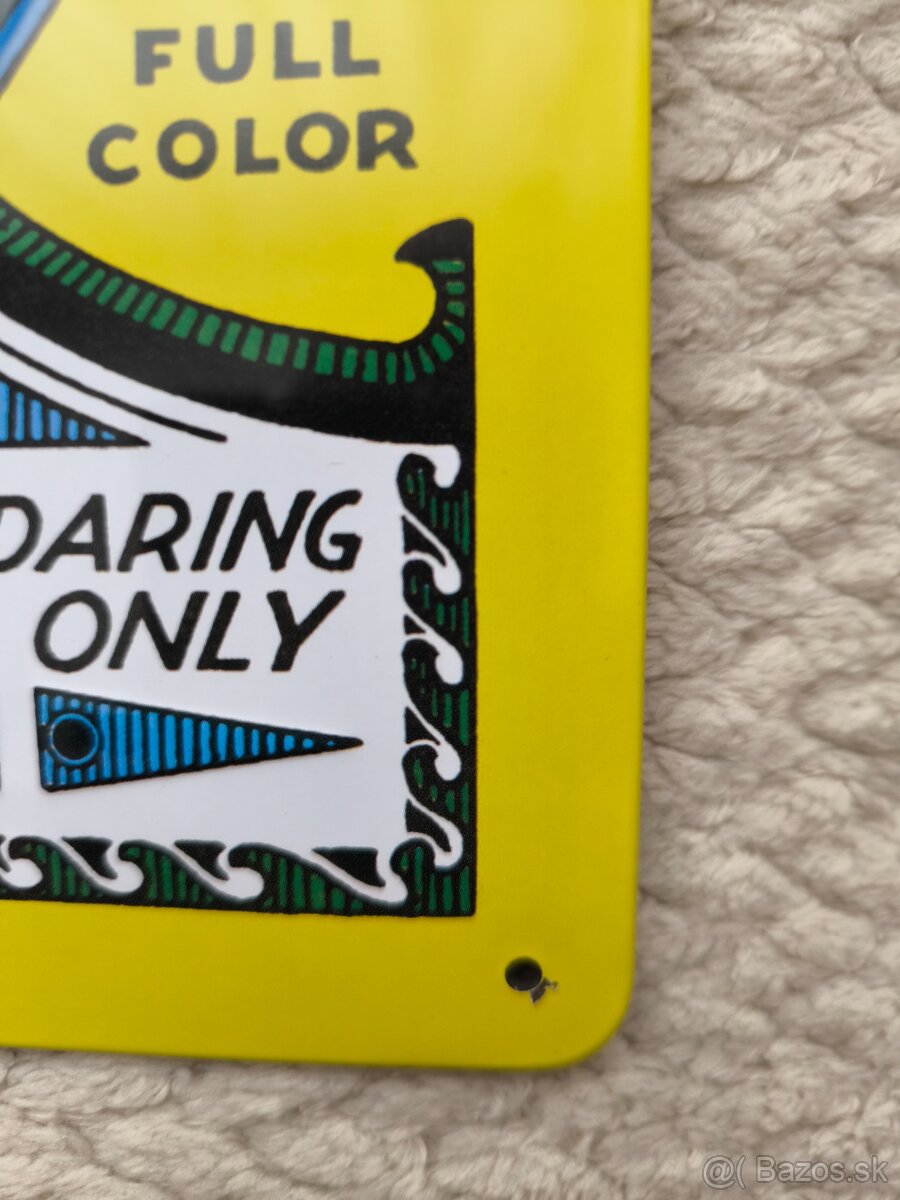 FULL
COLOR
DARING
ONLY
@( Bazos.sk